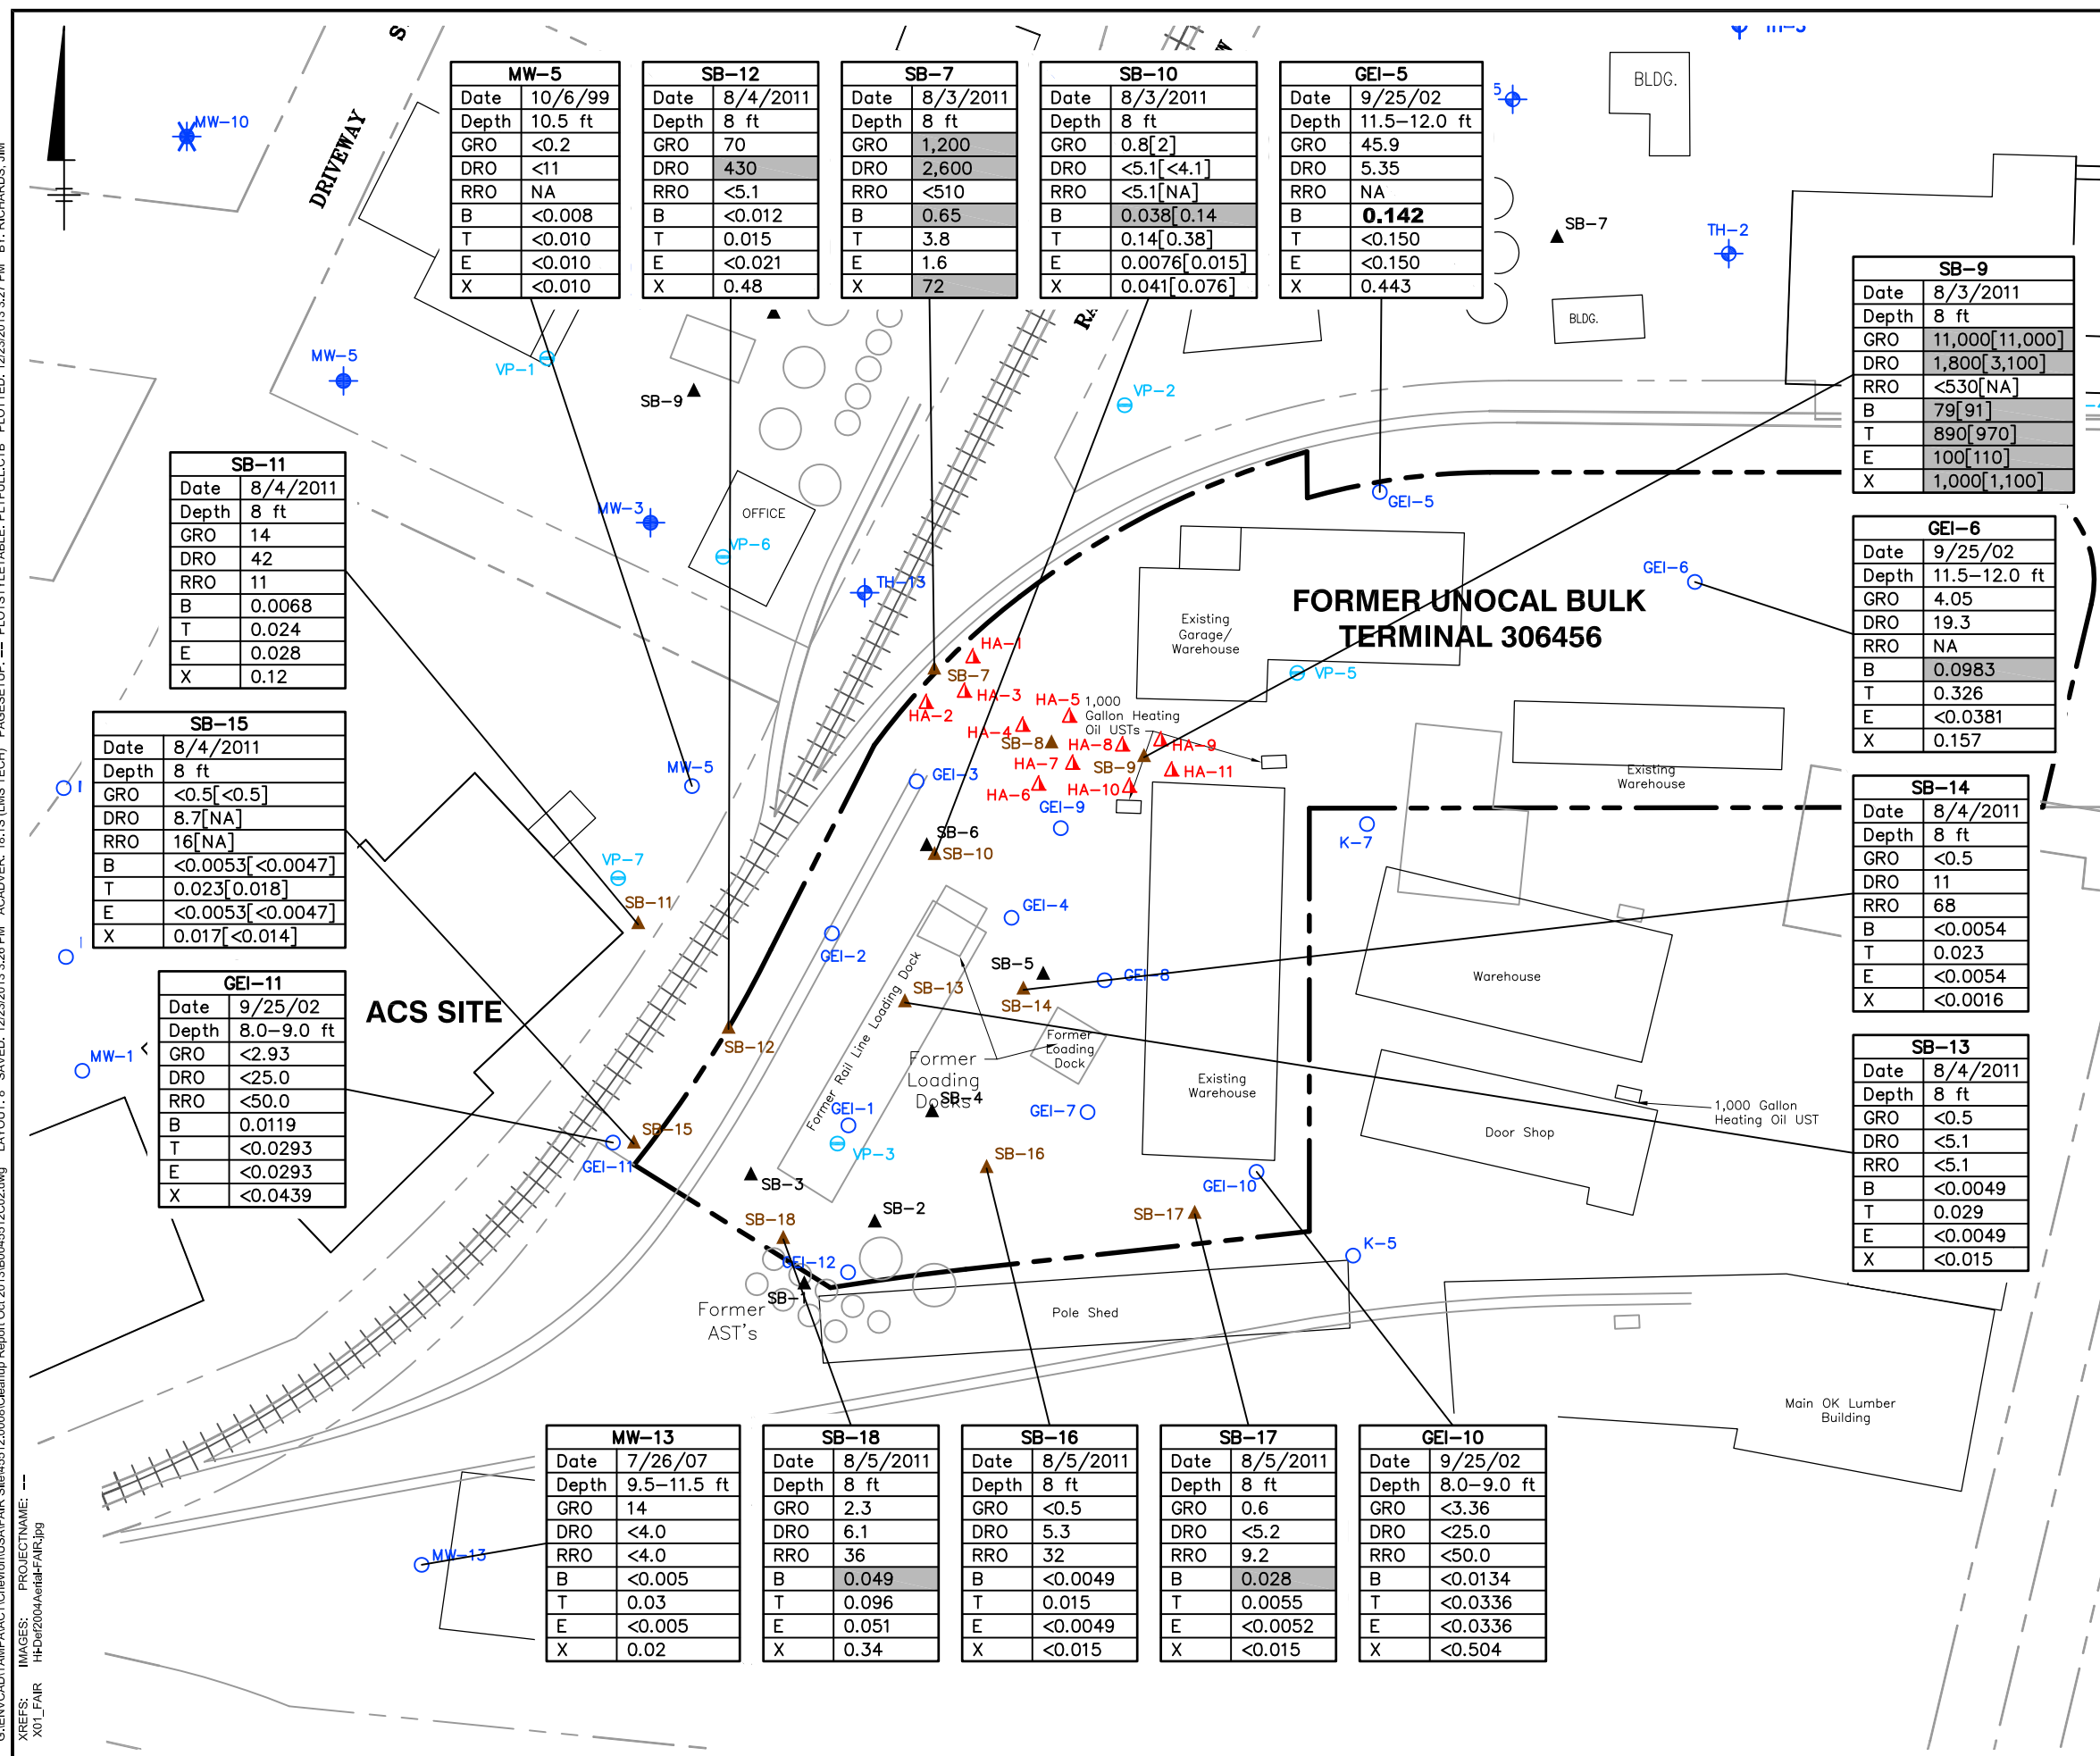 MW-10
DRIVEWAY
S
W
TH-3
5
BLDG.
MW-5
Date 10/6/99
Depth 10.5 ft
GRO <0.2
DRO <11
RRO NA
B <0.008
T <0.010
E <0.010
X <0.010
SB-12
Date 8/4/2011
Depth 8 ft
GRO 70
DRO 430
RRO <5.1
B <0.012
T 0.015
E <0.021
X 0.48
SB-7
Date 8/3/2011
Depth 8 ft
GRO 1,200
DRO 2,600
RRO <510
B 0.65
T 3.8
E 1.6
X 72
SB-10
Date 8/3/2011
Depth 8 ft
GRO 0.8[2]
DRO <5.1[<4.1]
RRO <5.1[NA]
B 0.038[0.14
T 0.14[0.38]
E 0.0076[0.015]
X 0.041[0.076]
GEI-5
Date 9/25/02
Depth 11.5-12.0 ft
GRO 45.9
DRO 5.35
RRO NA
B 0.142
T <0.150
E <0.150
X 0.443
SB-7
TH-2
BLDG.
RA
SB-9
Date 8/3/2011
Depth 8 ft
GRO 11,000[11,000]
DRO 1,800[3,100]
RRO <530[NA]
B 79[91]
T 890[970]
E 100[110]
X 1,000[1,100]
MW-5
VP-1
SB-9
VP-2
OFFICE
MW-3
VP-6
TH-13
GEI-5
GEI-6
SB-11
Date 8/4/2011
Depth 8 ft
GRO 14
DRO 42
RRO 11
B 0.0068
T 0.024
E 0.028
X 0.12
GEI-6
Date 9/25/02
Depth 11.5-12.0 ft
GRO 4.05
DRO 19.3
RRO NA
B 0.0983
T 0.326
E <0.0381
X 0.157
FORMER UNOCAL BULK
TERMINAL 306456
Existing
Garage/
Warehouse
VP-5
HA-1
SB-7
HA-3
HA-2
HA-5
1,000
Gallon Heating
Oil USTs
HA-4
SB-8
HA-8
HA-9
HA-7
SB-9
HA-11
HA-6
HA-10
GEI-9
Existing
Warehouse
MW-5
GEI-3
SB-6
SB-10
K-7
SB-15
Date 8/4/2011
Depth 8 ft
GRO <0.5[<0.5]
DRO 8.7[NA]
RRO 16[NA]
B <0.0053[<0.0047]
T 0.023[0.018]
E <0.0053[<0.0047]
X 0.017[<0.014]
SB-14
Date 8/4/2011
Depth 8 ft
GRO <0.5
DRO 11
RRO 68
B <0.0054
T 0.023
E <0.0054
X <0.0016
VP-7
SB-11
GEI-4
GEI-2
SB-5
GEI-8
SB-13
SB-14
Warehouse
ACS SITE
GEI-11
Date 9/25/02
Depth 8.0-9.0 ft
GRO <2.93
DRO <25.0
RRO <50.0
B 0.0119
T <0.0293
E <0.0293
X <0.0439
MW-1
SB-12
Former Rail Line Loading Dock
Former
Loading
Docks
Former
Loading
Dock
SB-4
GEI-1
GEI-7
VP-3
Existing
Warehouse
1,000 Gallon
Heating Oil UST
Door Shop
SB-13
Date 8/4/2011
Depth 8 ft
GRO <0.5
DRO <5.1
RRO <5.1
B <0.0049
T 0.029
E <0.0049
X <0.015
SB-15
GEI-11
SB-3
SB-16
GEI-10
SB-2
SB-17
SB-18
GEI-12
SB-1
K-5
Former
AST's
Pole Shed
Main OK Lumber
Building
MW-13
MW-13
Date 7/26/07
Depth 9.5-11.5 ft
GRO 14
DRO <4.0
RRO <4.0
B <0.005
T 0.03
E <0.005
X 0.02
SB-18
Date 8/5/2011
Depth 8 ft
GRO 2.3
DRO 6.1
RRO 36
B 0.049
T 0.096
E 0.051
X 0.34
SB-16
Date 8/5/2011
Depth 8 ft
GRO <0.5
DRO 5.3
RRO 32
B <0.0049
T 0.015
E <0.0049
X <0.015
SB-17
Date 8/5/2011
Depth 8 ft
GRO 0.6
DRO <5.2
RRO 9.2
B 0.028
T 0.0055
E <0.0052
X <0.015
GEI-10
Date 9/25/02
Depth 8.0-9.0 ft
GRO <3.36
DRO <25.0
RRO <50.0
B <0.0134
T <0.0336
E <0.0336
X <0.504
XREFS: IMAGES: PROJECTNAME: ---
X01_FAIR Hi-Def2004Aerial-FAIR.jpg